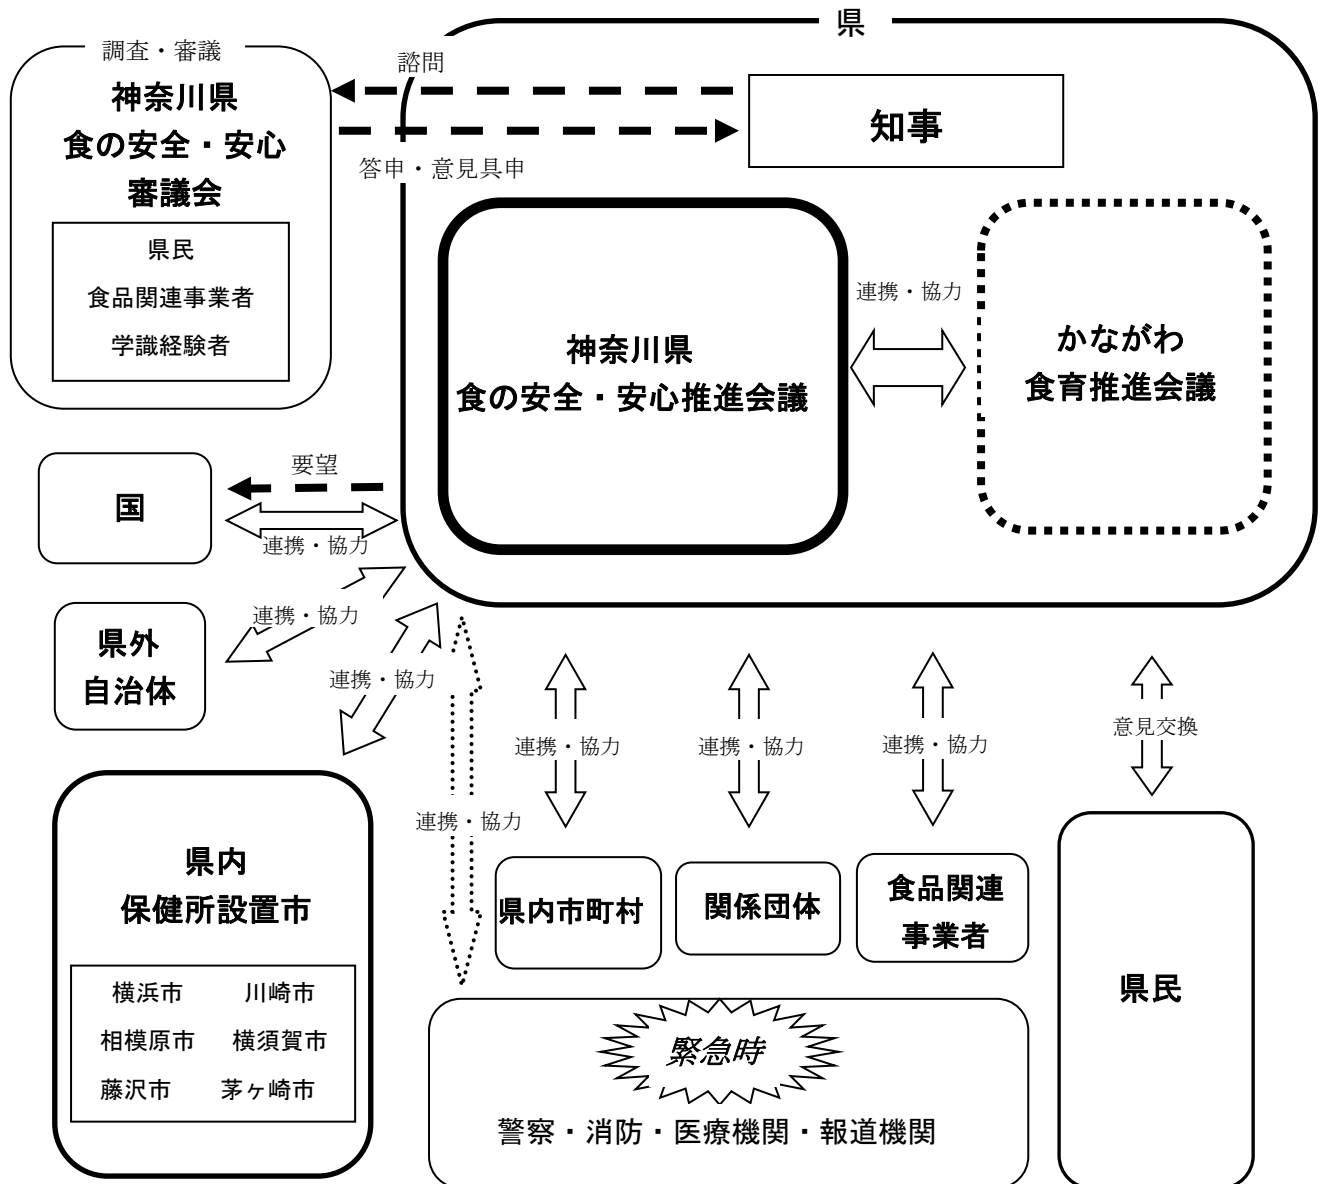 県
調査・審議
神奈川県
食の安全・安心
審議会
県民
食品関連事業者
学識経験者
諮問
答申・意見具申
知事
神奈川県
食の安全・安心推進会議
連携・協力
かながわ
食育推進会議
国
要望
連携・協力
県外
自治体
連携・協力
連携・協力
連携・協力
連携・協力
連携・協力
連携・協力
意見交換
県内
保健所設置市
横浜市 川崎市
相模原市 横須賀市
藤沢市 茅ヶ崎市
県内市町村
関係団体
食品関連
事業者
県民
緊急時
警察・消防・医療機関・報道機関